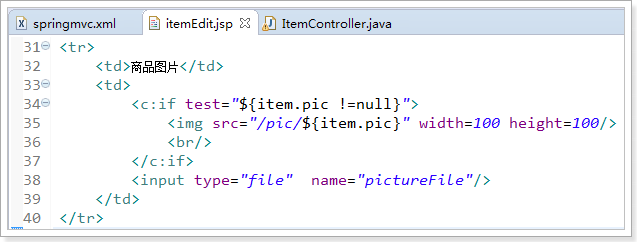 springmvc.xml itemEdit.jsp ItemController.java
31 <tr>
32     <td>商品图片</td>
33     <td>
34         <c:if test="${item.pic !=null}">
35             <img src="/pic/${item.pic}" width=100 height=100/>
36             <br/>
37         </c:if>
38         <input type="file"  name="pictureFile"/>
39     </td>
40 </tr>